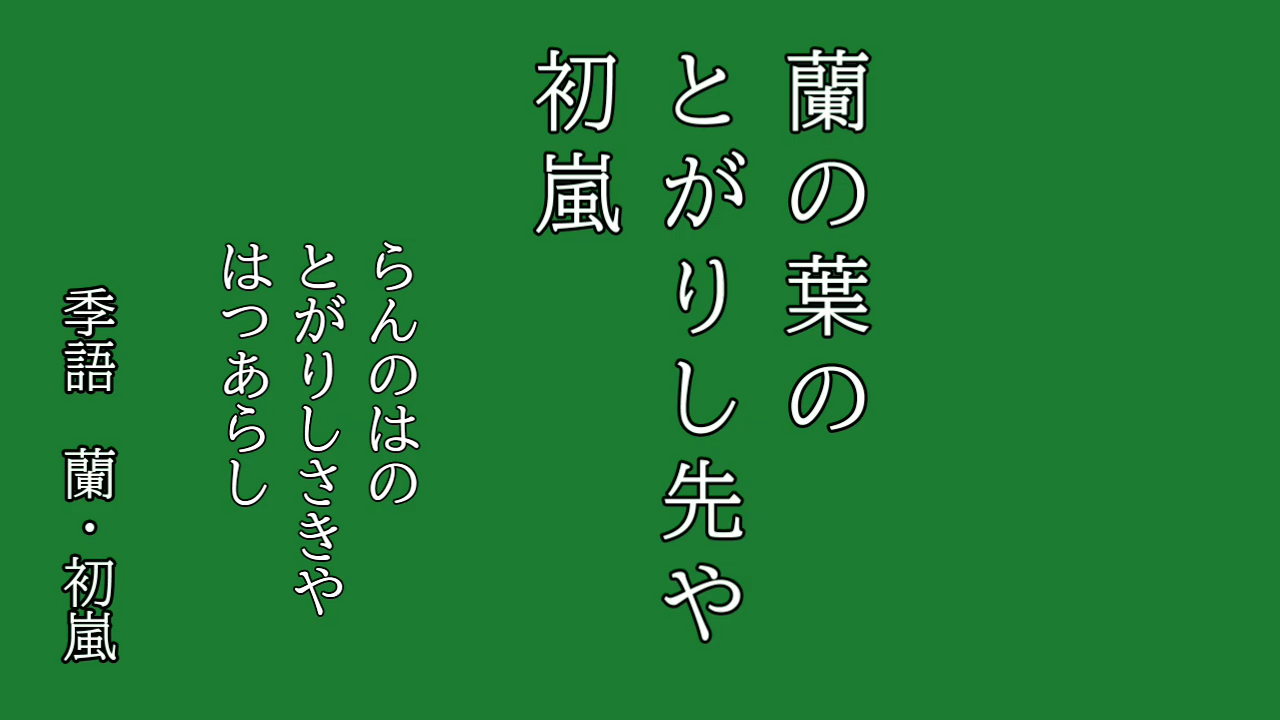 蘭の葉の
とがりし先や
初嵐
らんのはの
とがりしさきや
はつあらし
季語　蘭・初嵐